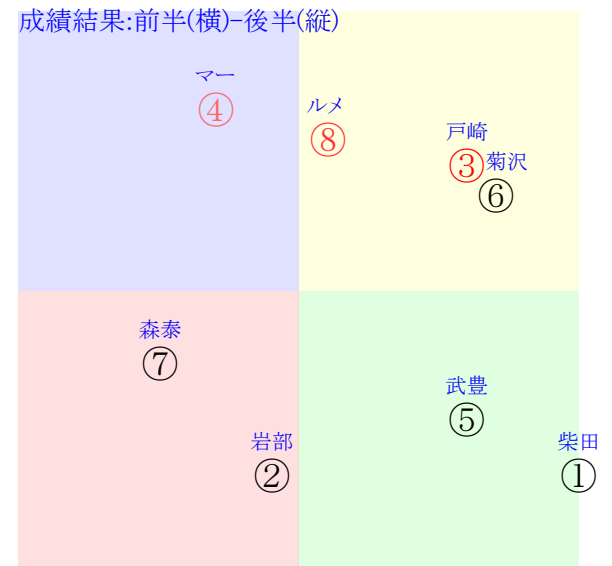 成績結果:前半(横)-後半(縦)
マー
④
ルメ
⑧
戸崎
③
菊沢
⑥
森泰
⑦
武豊
⑤
岩部
②
柴田
①